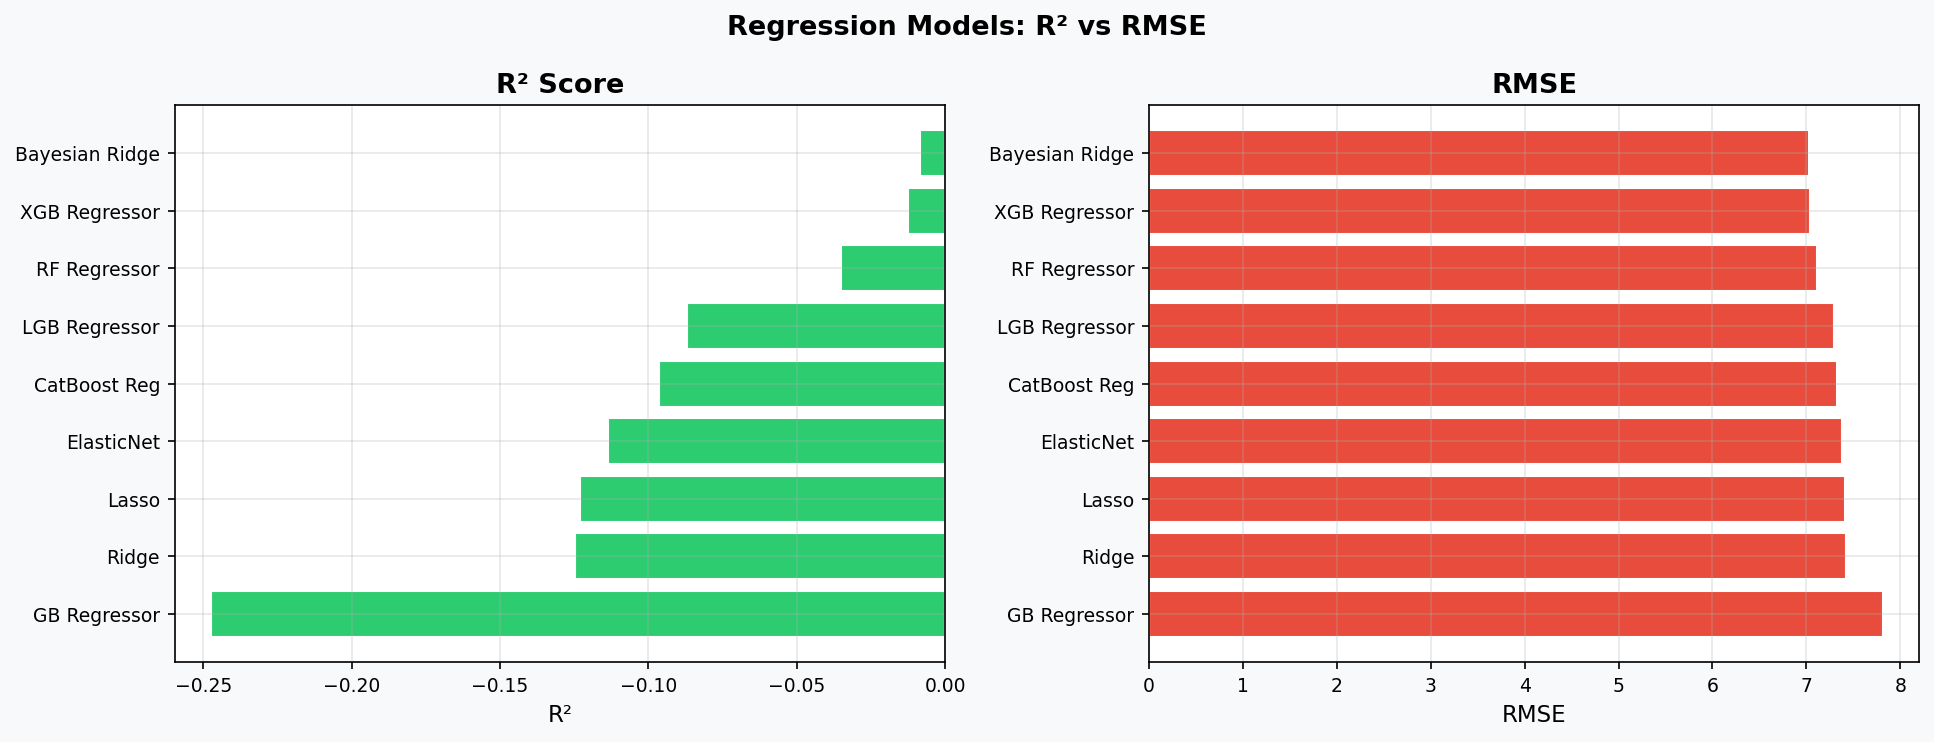 Regression Models: R² vs RMSE
R² Score
Bayesian Ridge
XGB Regressor
RF Regressor
LGB Regressor
CatBoost Reg
ElasticNet
Lasso
Ridge
GB Regressor
−0.25 −0.20 −0.15 −0.10 −0.05 0.00
R²
RMSE
Bayesian Ridge
XGB Regressor
RF Regressor
LGB Regressor
CatBoost Reg
ElasticNet
Lasso
Ridge
GB Regressor
0 1 2 3 4 5 6 7 8
RMSE